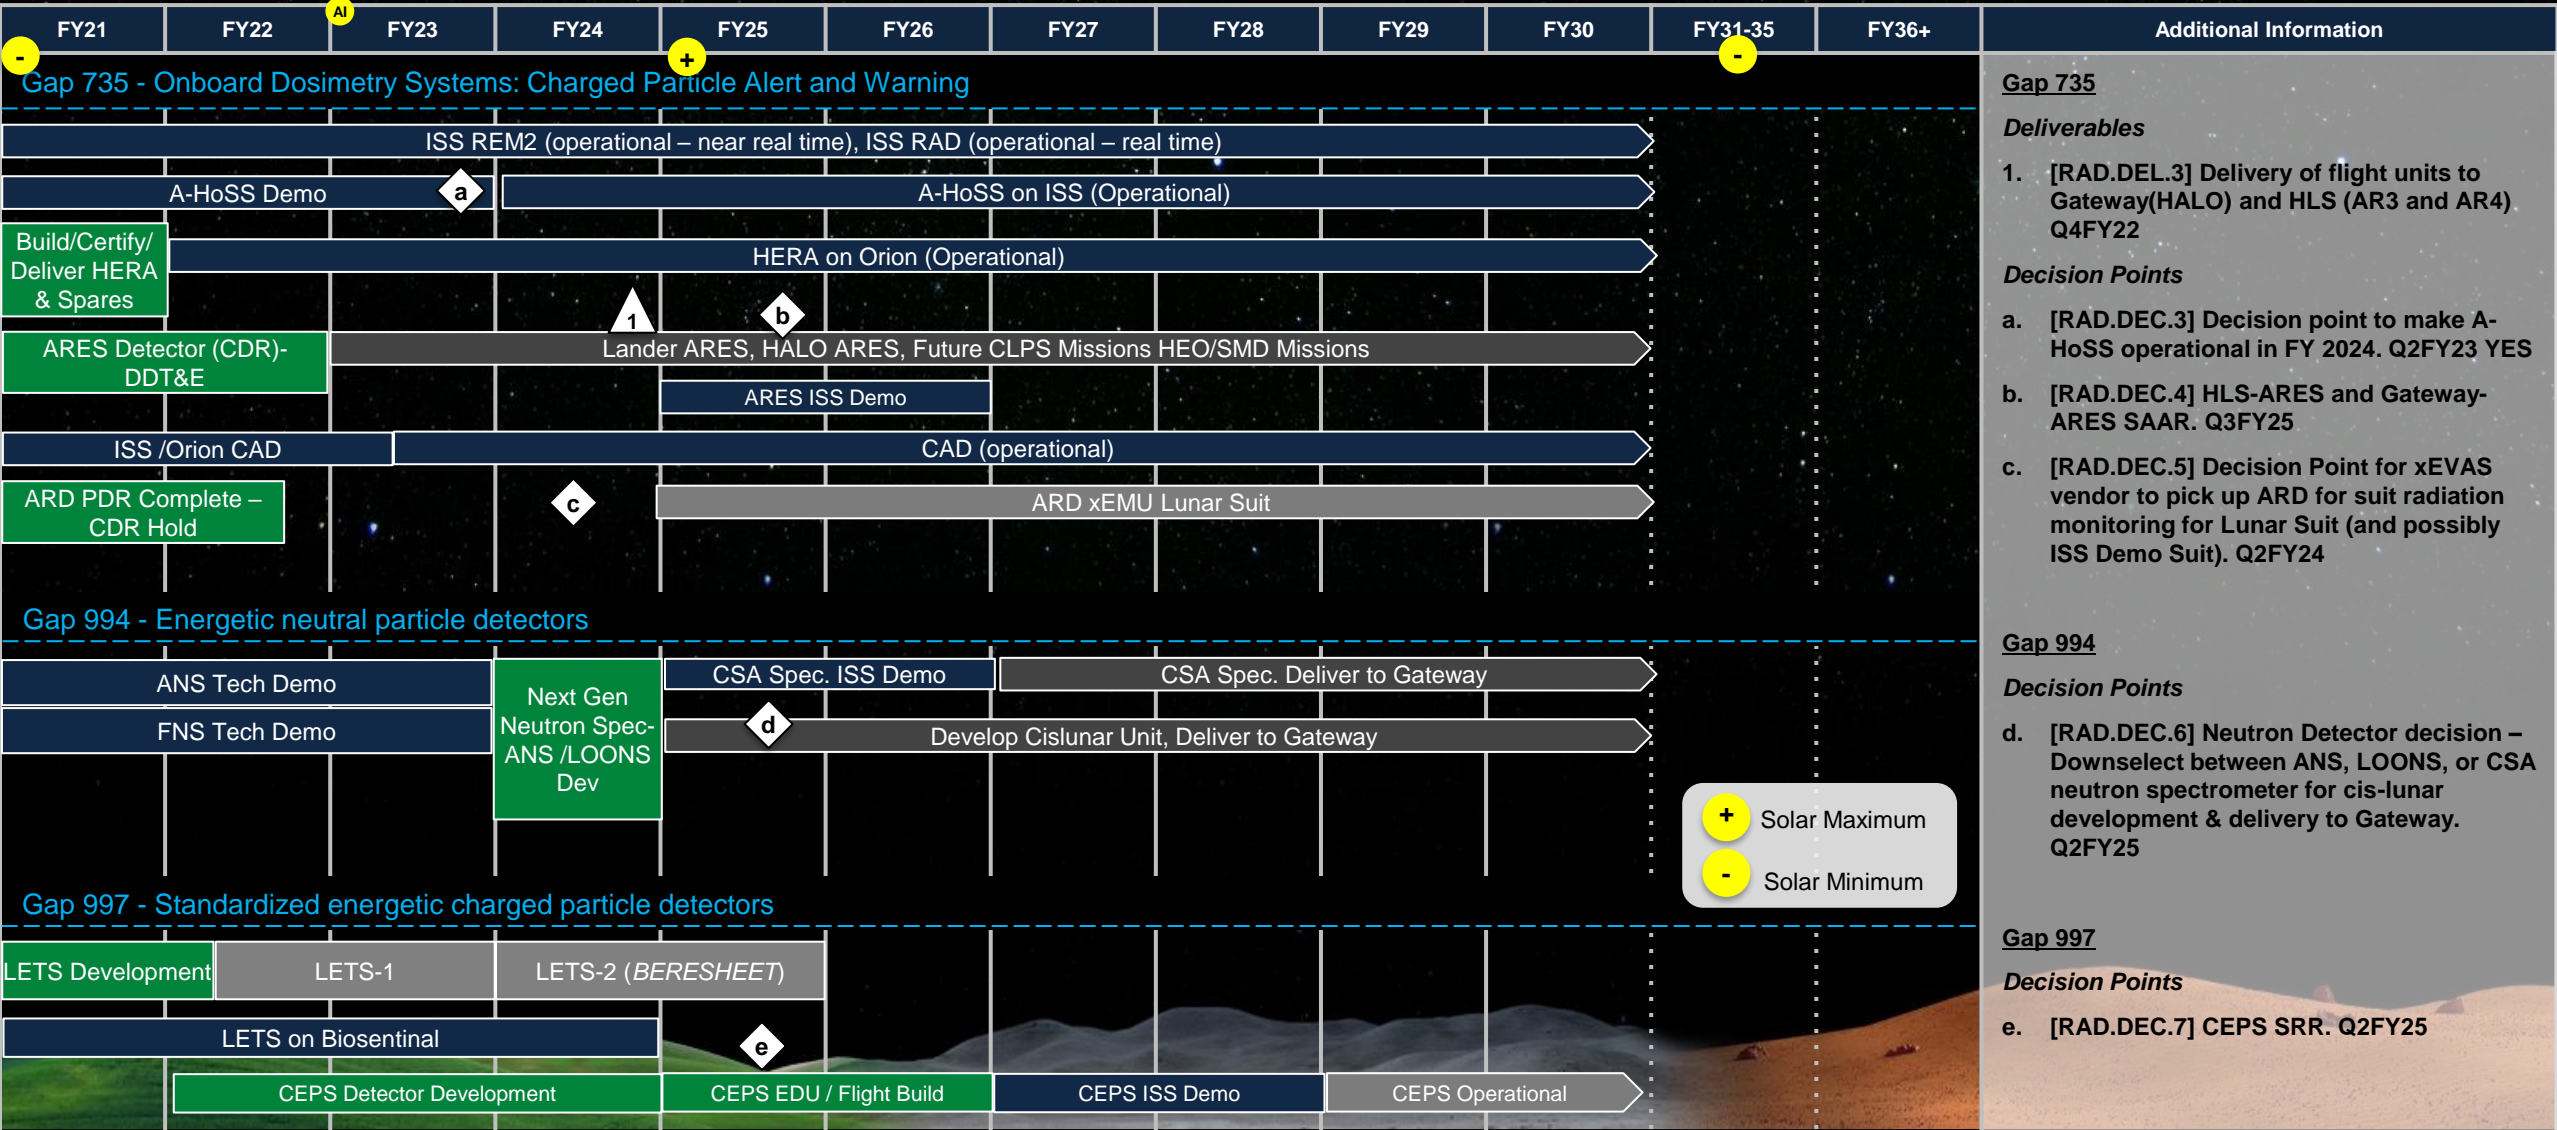 AI
FY21
FY22
FY23
FY24
FY25
FY26
FY27
FY28
FY29
FY30
FY31-35
FY36+
Additional Information
-
+
-
Gap 735 - Onboard Dosimetry Systems: Charged Particle Alert and Warning
ISS REM2 (operational – near real time), ISS RAD (operational – real time)
A-HoSS Demo
a
A-HoSS on ISS (Operational)
Build/Certify/
Deliver HERA
& Spares
HERA on Orion (Operational)
1
b
ARES Detector (CDR)-
DDT&E
Lander ARES, HALO ARES, Future CLPS Missions HEO/SMD Missions
ARES ISS Demo
ISS /Orion CAD
CAD (operational)
ARD PDR Complete –
CDR Hold
c
ARD xEMU Lunar Suit
Gap 994 - Energetic neutral particle detectors
ANS Tech Demo
FNS Tech Demo
Next Gen
Neutron Spec-
ANS /LOONS
Dev
CSA Spec. ISS Demo
CSA Spec. Deliver to Gateway
d
Develop Cislunar Unit, Deliver to Gateway
+
Solar Maximum
-
Solar Minimum
Gap 997 - Standardized energetic charged particle detectors
LETS Development
LETS-1
LETS-2 (BERESHEET)
LETS on Biosentinal
e
CEPS Detector Development
CEPS EDU / Flight Build
CEPS ISS Demo
CEPS Operational
Gap 735
Deliverables
1. [RAD.DEL.3] Delivery of flight units to
Gateway(HALO) and HLS (AR3 and AR4)
Q4FY22
Decision Points
a. [RAD.DEC.3] Decision point to make A-
HoSS operational in FY 2024. Q2FY23 YES
b. [RAD.DEC.4] HLS-ARES and Gateway-
ARES SAAR. Q3FY25
c. [RAD.DEC.5] Decision Point for xEVAS
vendor to pick up ARD for suit radiation
monitoring for Lunar Suit (and possibly
ISS Demo Suit). Q2FY24
Gap 994
Decision Points
d. [RAD.DEC.6] Neutron Detector decision –
Downselect between ANS, LOONS, or CSA
neutron spectrometer for cis-lunar
development & delivery to Gateway.
Q2FY25
Gap 997
Decision Points
e. [RAD.DEC.7] CEPS SRR. Q2FY25